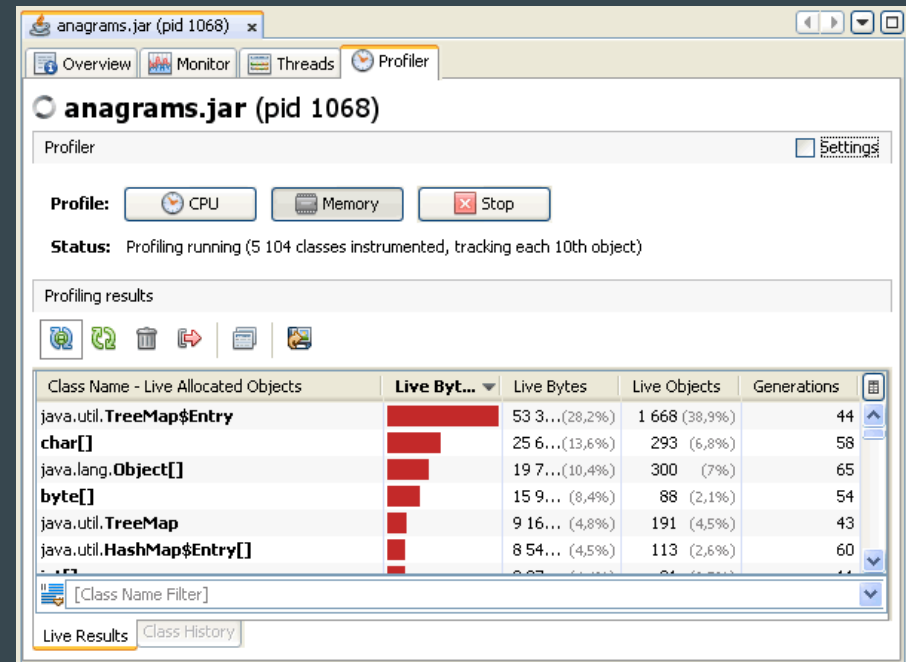 anagrams.jar (pid 1068) x
Overview Monitor Threads Profiler
anagrams.jar (pid 1068)
Profiler Settings
Profile: CPU Memory Stop
Status: Profiling running (5 104 classes instrumented, tracking each 10th object)
Profiling results
Class Name - Live Allocated Objects Live Byt... Live Bytes Live Objects Generations
java.util.TreeMap$Entry 53 3...(28,2%) 1 668 (38,9%) 44
char[] 25 6...(13,6%) 293 (6,8%) 58
java.lang.Object[] 19 7...(10,4%) 300 (7%) 65
byte[] 15 9... (8,4%) 88 (2,1%) 54
java.util.TreeMap 9 16... (4,8%) 191 (4,5%) 43
java.util.HashMap$Entry[] 8 54... (4,5%) 113 (2,6%) 60
[Class Name Filter]
Live Results Class History